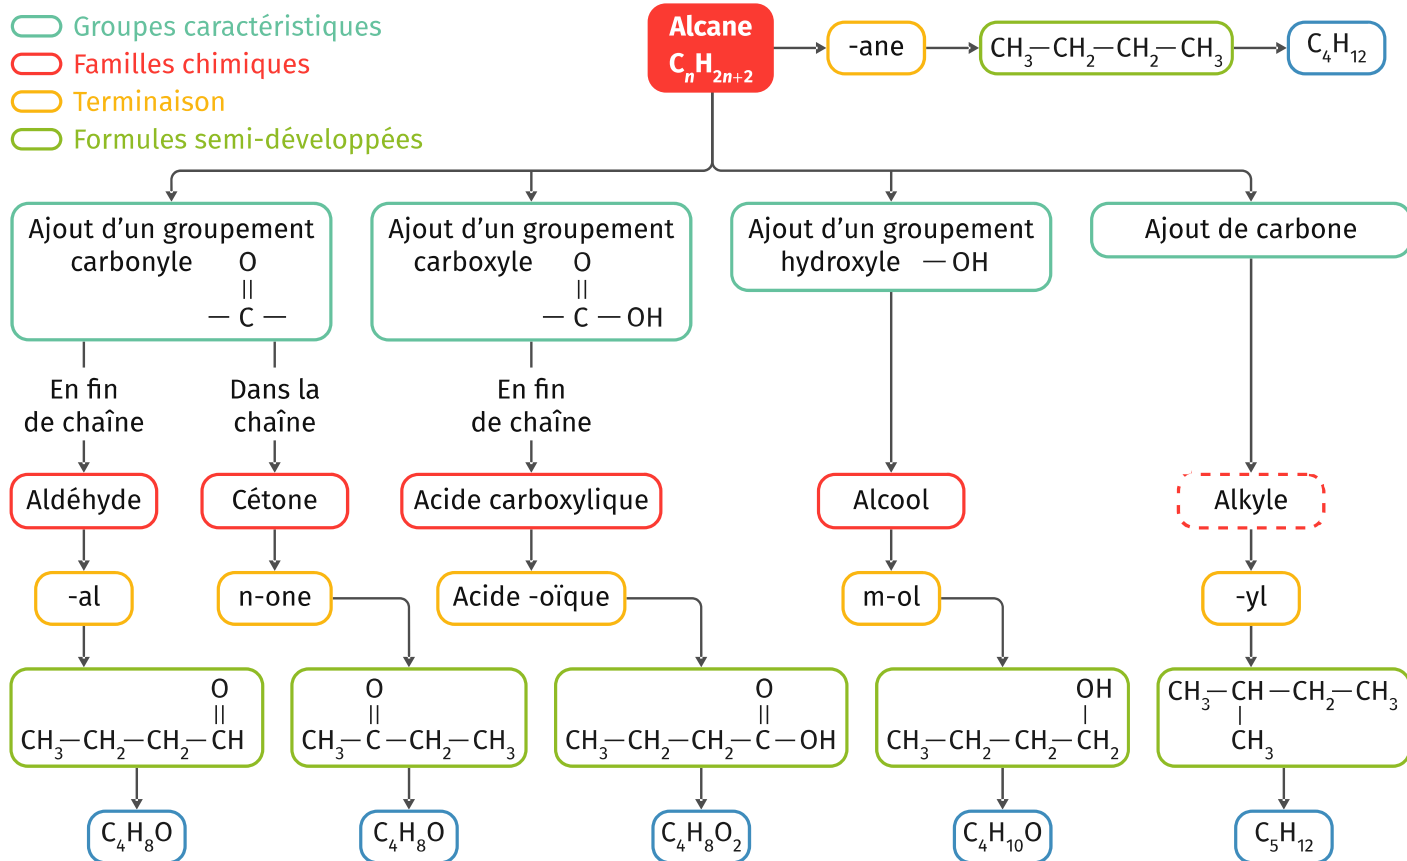 Groupes caractéristiques
Familles chimiques
Terminaison
Formules semi-développées
Alcane
CₙH₂ₙ₊₂
-ane
CH₃—CH₂—CH₂—CH₃
C₄H₁₂
Ajout d’un groupement
carbonyle O
||
— C —
Ajout d’un groupement
carboxyle O
||
— C — OH
Ajout d’un groupement
hydroxyle — OH
Ajout de carbone
En fin
de chaîne
Dans la
chaîne
En fin
de chaîne
Aldéhyde
Cétone
Acide carboxylique
Alcool
Alkyle
-al
n-one
Acide -oïque
m-ol
-yl
O
||
CH₃—CH₂—CH₂—CH
O
||
CH₃—C—CH₂—CH₃
O
||
CH₃—CH₂—CH₂—C—OH
OH
|
CH₃—CH₂—CH₂—CH₂
CH₃—CH—CH₂—CH₃
|
CH₃
C₄H₈O
C₄H₈O
C₄H₈O₂
C₄H₁₀O
C₅H₁₂